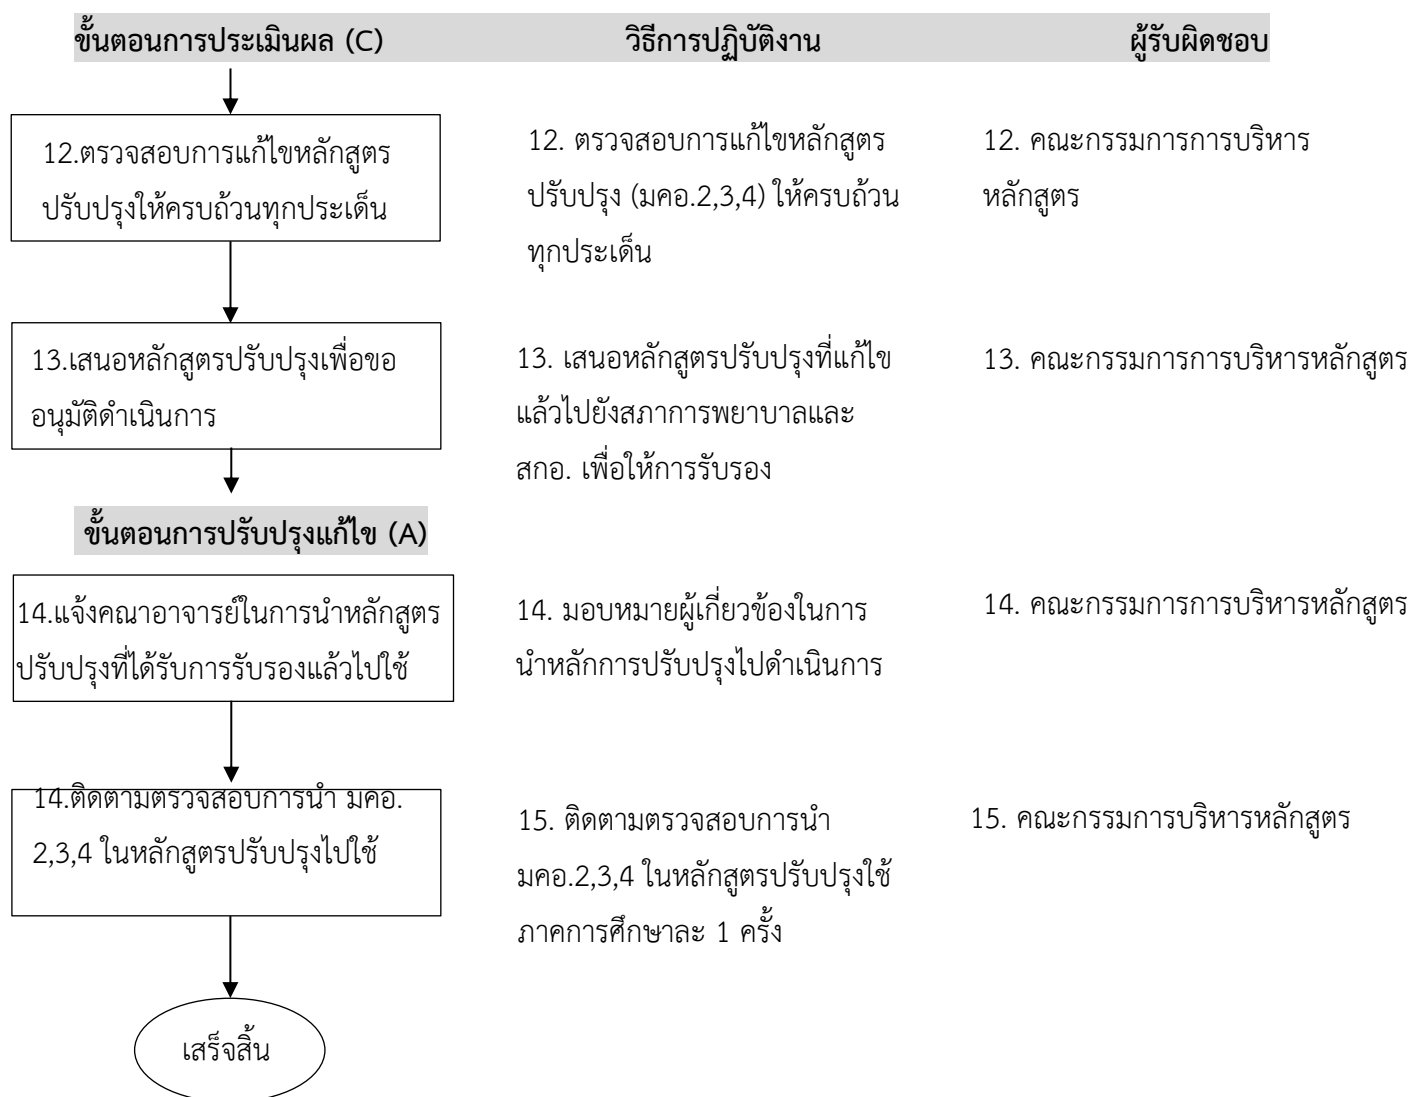 ขั้นตอนการประเมินผล (C)
วิธีการปฏิบัติงาน
ผู้รับผิดชอบ
12.ตรวจสอบการแก้ไขหลักสูตร
ปรับปรุงให้ครบถ้วนทุกประเด็น
12. ตรวจสอบการแก้ไขหลักสูตร
ปรับปรุง (มคอ.2,3,4) ให้ครบถ้วน
ทุกประเด็น
12. คณะกรรมการการบริหาร
หลักสูตร
13.เสนอหลักสูตรปรับปรุงเพื่อขอ
อนุมัติดำเนินการ
13. เสนอหลักสูตรปรับปรุงที่แก้ไข
แล้วไปยังสภาการพยาบาลและ
สกอ. เพื่อให้การรับรอง
13. คณะกรรมการการบริหารหลักสูตร
ขั้นตอนการปรับปรุงแก้ไข (A)
14.แจ้งคณาอาจารย์ในการนำหลักสูตร
ปรับปรุงที่ได้รับการรับรองแล้วไปใช้
14. มอบหมายผู้เกี่ยวข้องในการ
นำหลักการปรับปรุงไปดำเนินการ
14. คณะกรรมการการบริหารหลักสูตร
14.ติดตามตรวจสอบการนำ มคอ.
2,3,4 ในหลักสูตรปรับปรุงไปใช้
15. ติดตามตรวจสอบการนำ
มคอ.2,3,4 ในหลักสูตรปรับปรุงใช้
ภาคการศึกษาละ 1 ครั้ง
15. คณะกรรมการบริหารหลักสูตร
เสร็จสิ้น